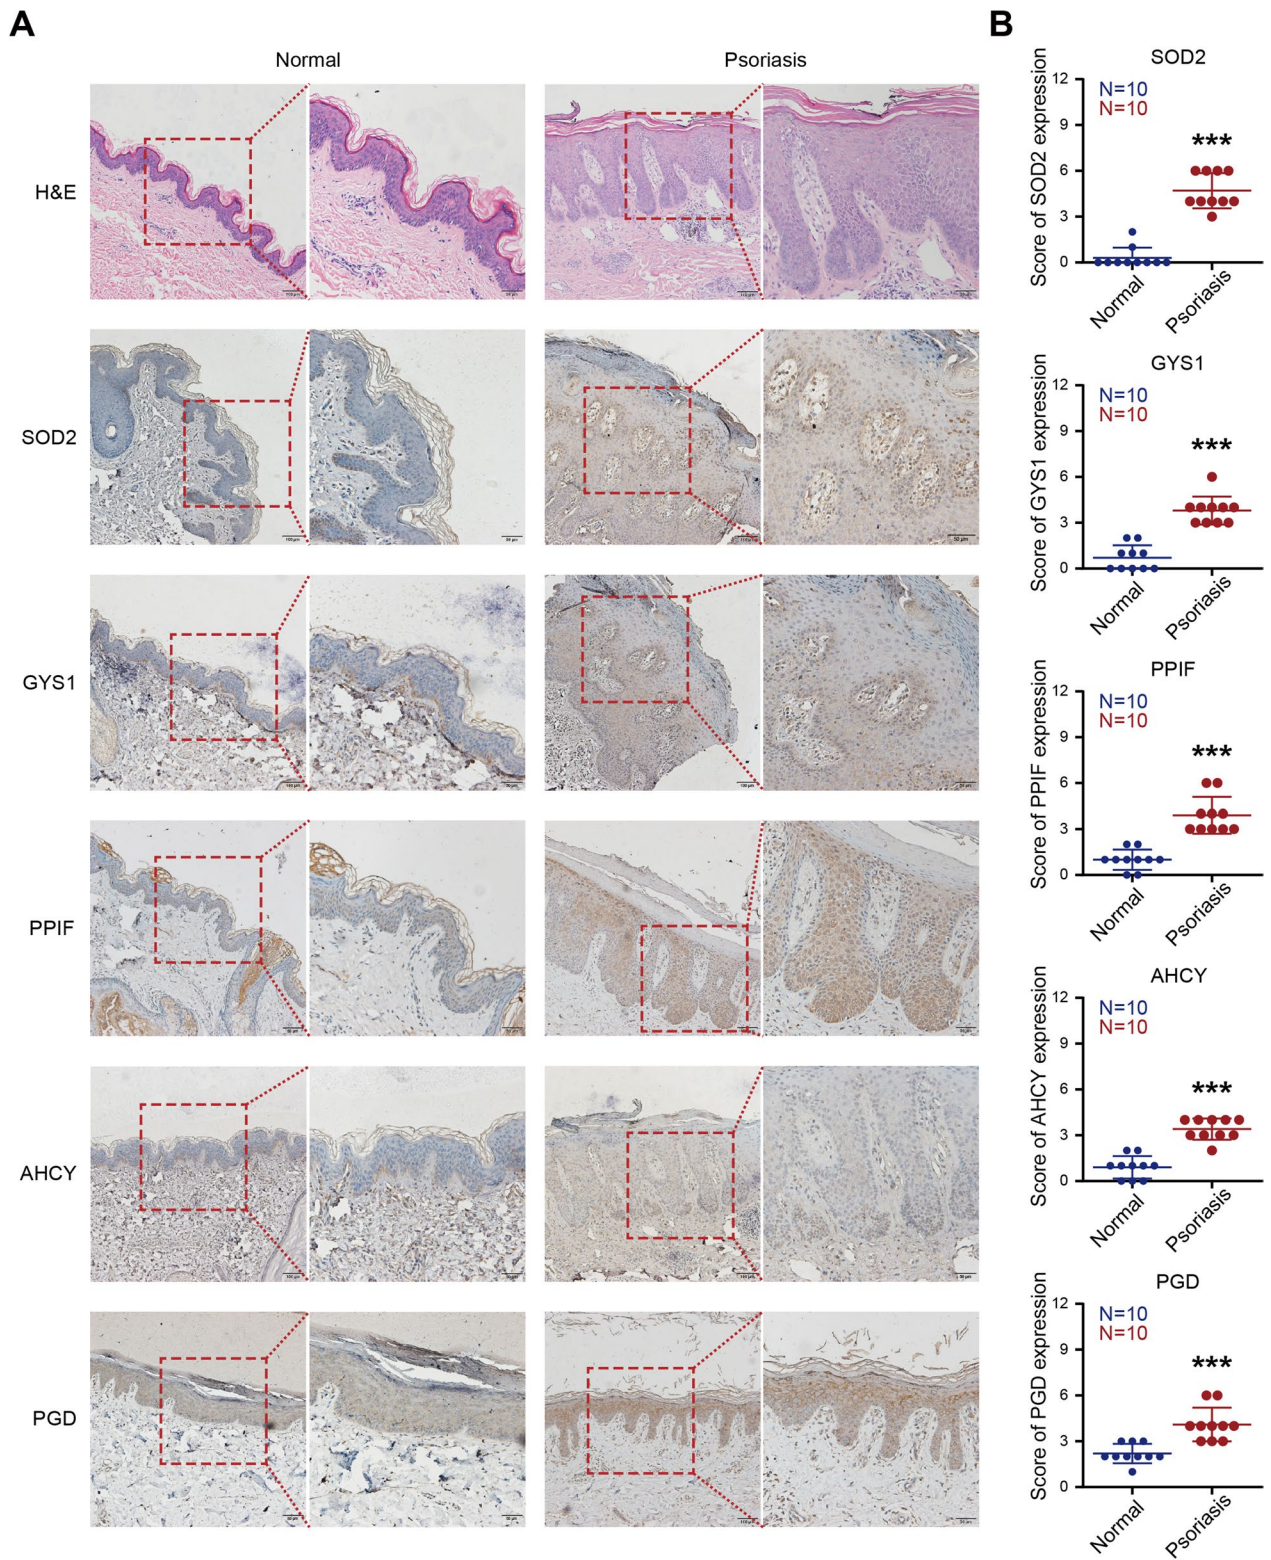 A
Normal
Psoriasis
H&E
SOD2
GYS1
PPIF
AHCY
PGD
B
SOD2
Score of SOD2 expression
12
9
6
3
0
N=10
N=10
***
Normal
Psoriasis
GYS1
Score of GYS1 expression
12
9
6
3
0
N=10
N=10
***
Normal
Psoriasis
PPIF
Score of PPIF expression
12
9
6
3
0
N=10
N=10
***
Normal
Psoriasis
AHCY
Score of AHCY expression
12
9
6
3
0
N=10
N=10
***
Normal
Psoriasis
PGD
Score of PGD expression
12
9
6
3
0
N=10
N=10
***
Normal
Psoriasis